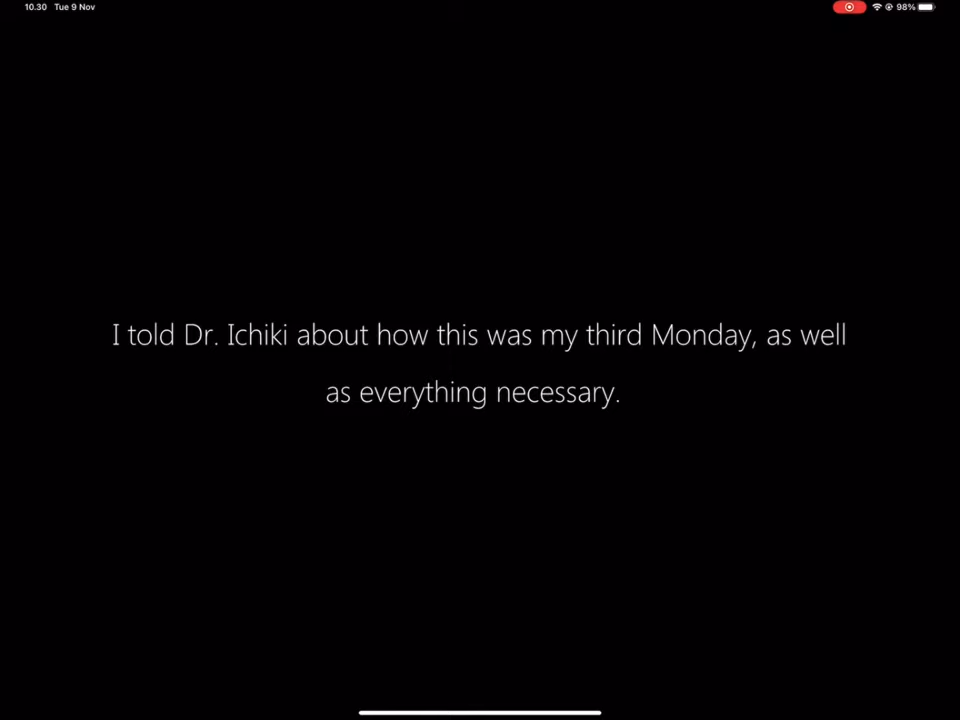 10.30 Tue 9 Nov
98%
I told Dr. Ichiki about how this was my third Monday, as well
as everything necessary.